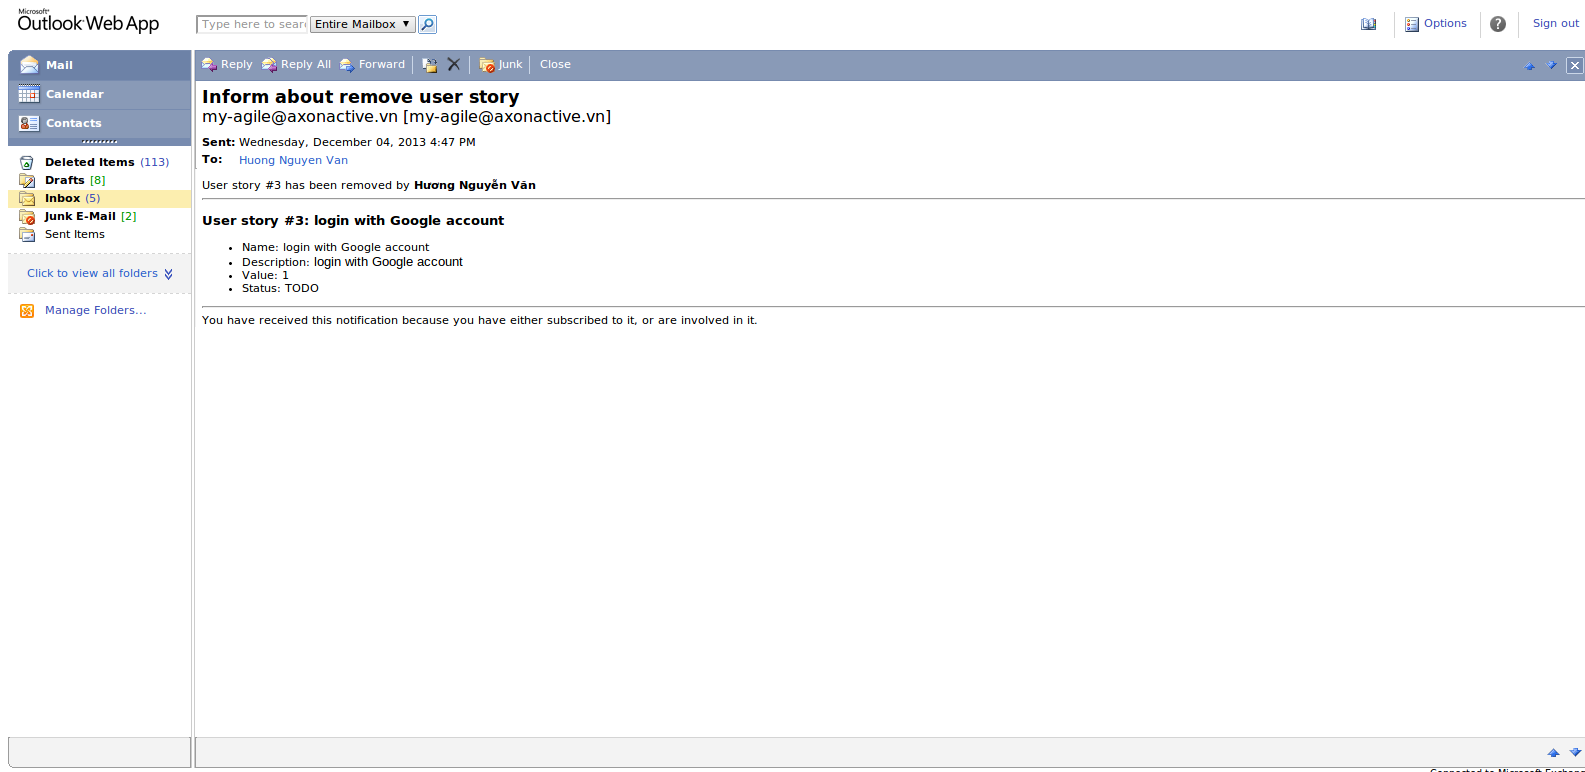 Microsoft®
Outlook Web App
Type here to sear
Entire Mailbox
Options
Sign out
Mail
Calendar
Contacts
Deleted Items (113)
Drafts [8]
Inbox (5)
Junk E-Mail [2]
Sent Items
Click to view all folders
Manage Folders...
Reply Reply All Forward Junk Close
Inform about remove user story
my-agile@axonactive.vn [my-agile@axonactive.vn]
Sent: Wednesday, December 04, 2013 4:47 PM
To: Huong Nguyen Van
User story #3 has been removed by Hương Nguyễn Văn
User story #3: login with Google account
• Name: login with Google account
• Description: login with Google account
• Value: 1
• Status: TODO
You have received this notification because you have either subscribed to it, or are involved in it.
Connected to Microsoft Exchan